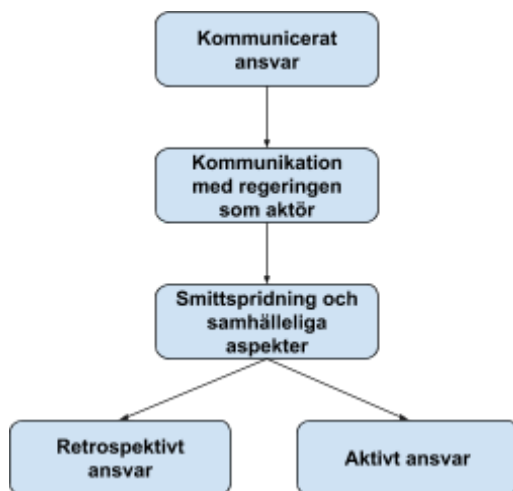 Kommunicerat
ansvar
Kommunikation
med regeringen
som aktör
Smittspridning och
samhälleliga
aspekter
Retrospektivt
ansvar
Aktivt ansvar